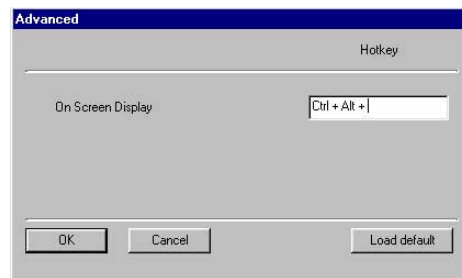 Advanced
Hotkey
On Screen Display Ctrl + Alt +
OK Cancel Load default